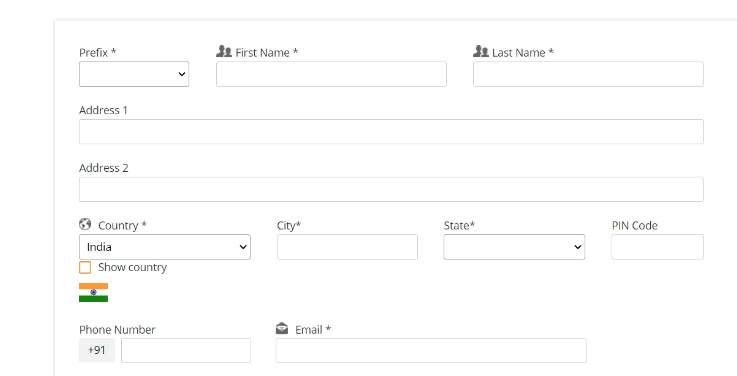 Prefix * First Name * Last Name *
Address 1
Address 2
Country * City* State* PIN Code
India
Show country
Phone Number Email *
+91